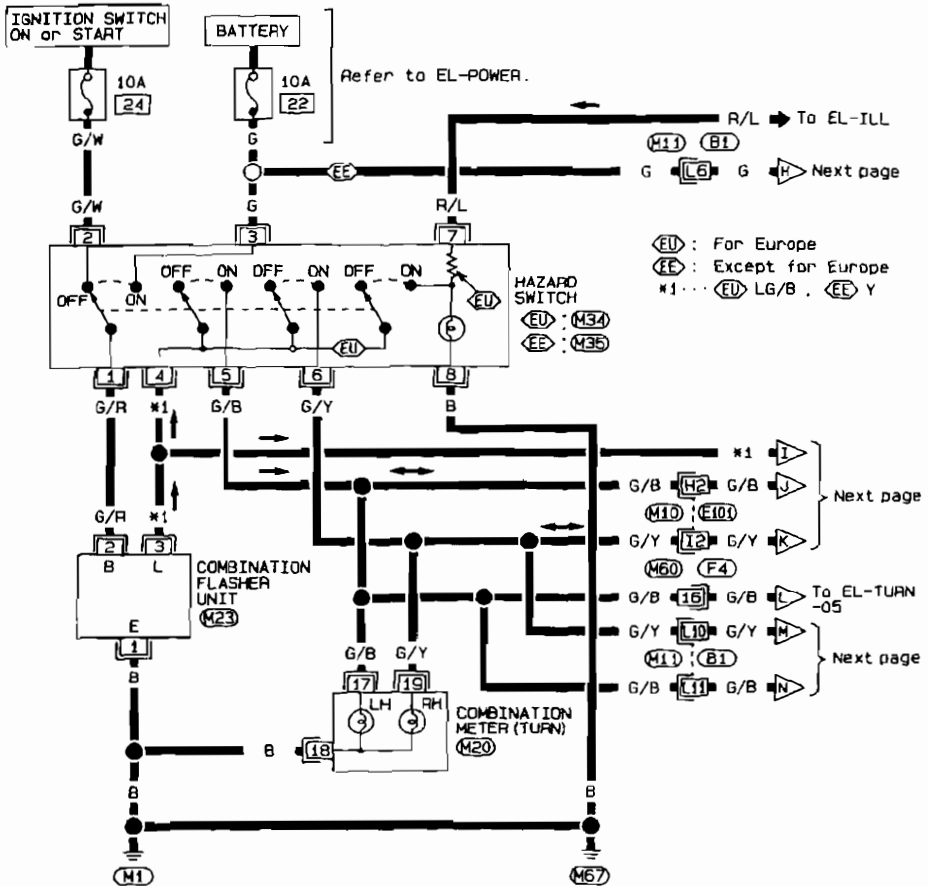 IGNITION SWITCH
ON or START
BATTERY
Refer to EL-POWER.
10A
24
10A
22
G/W
G
R/L
To EL-ILL
M11
B1
EE
G
L6
G
H
Next page
G/W
G
R/L
2
3
7
EU : For Europe
EE : Except for Europe
*1 ··· EU LG/B , EE Y
OFF
ON
OFF
ON
OFF
ON
OFF
ON
EU
EU
HAZARD
SWITCH
EU : M34
EE : M35
1
4
5
6
8
G/R
*1
G/B
G/Y
B
*1
I
G/B
H2
G/B
J
Next page
M10
E101
G/Y
I2
G/Y
K
M60
F4
G/R
*1
2
3
B
L
E
1
COMBINATION
FLASHER
UNIT
M23
G/B
16
G/B
L
To EL-TURN
-05
G/Y
L10
G/Y
M
M11
B1
Next page
G/B
L11
G/B
N
B
G/B
G/Y
17
19
LH
RH
18
B
COMBINATION
METER (TURN)
M20
B
B
M1
M67